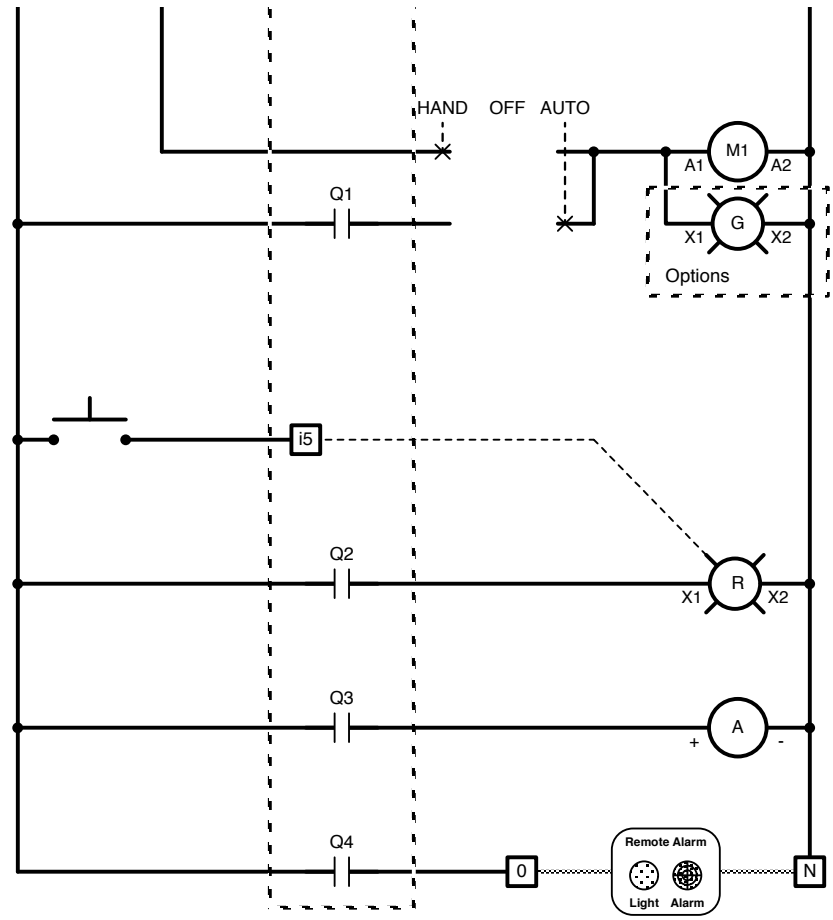 HAND OFF AUTO
M1
A1 A2
Q1
G
X1 X2
Options
i5
Q2
R
X1 X2
Q3
A
+ -
Q4
0
Remote Alarm
N
Light Alarm